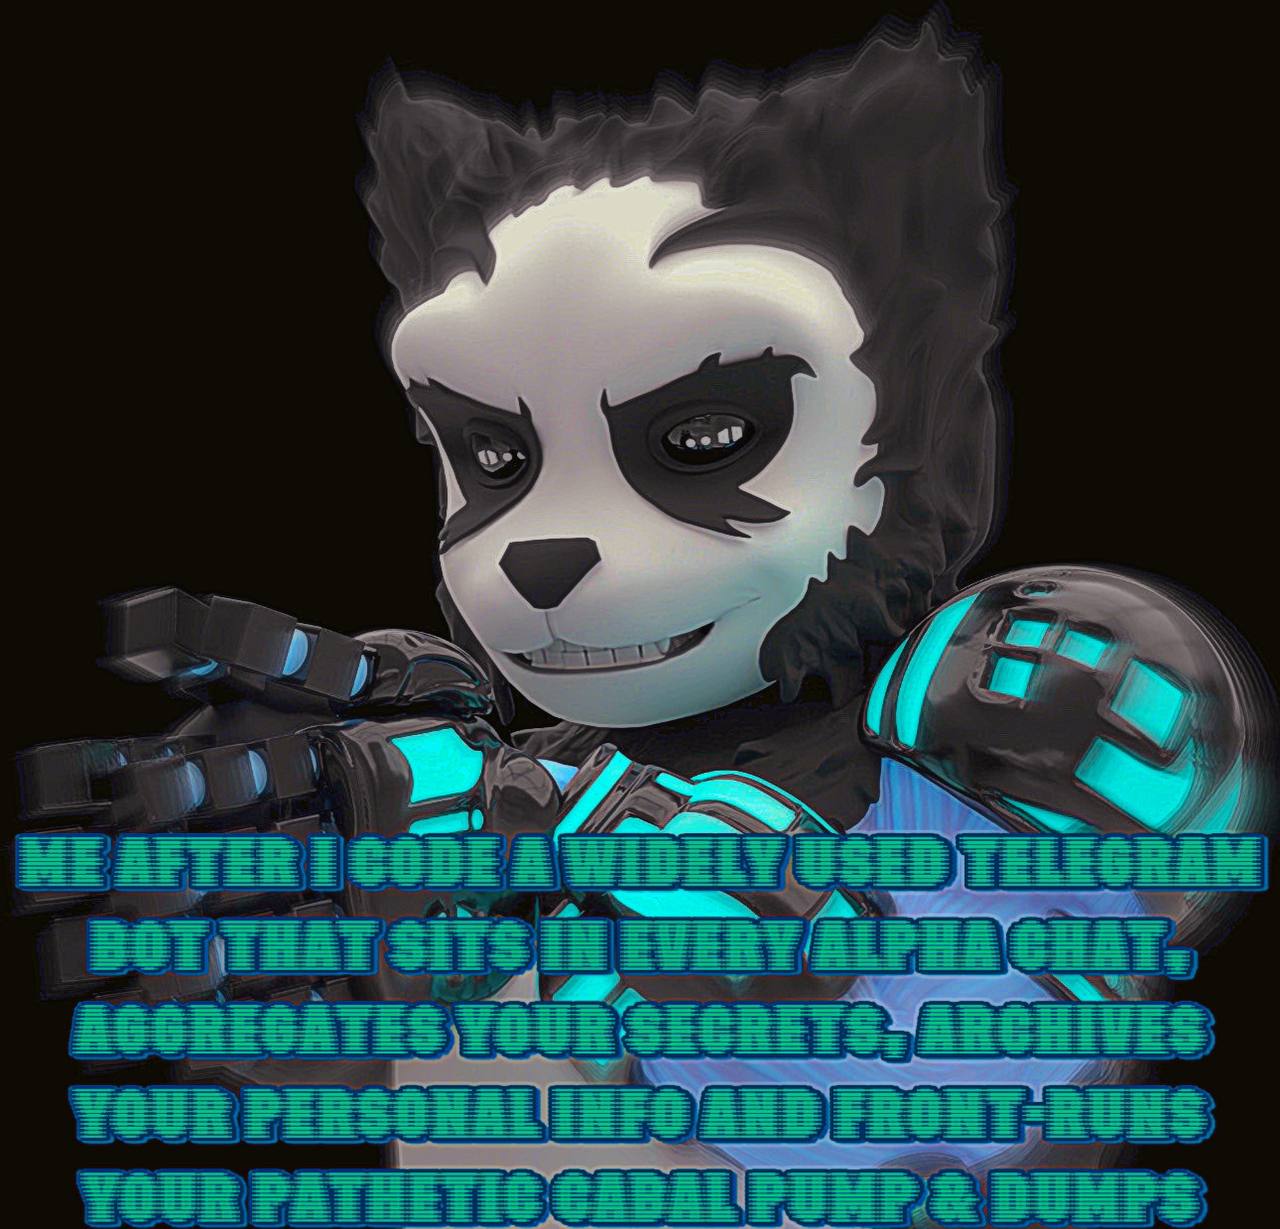 ME AFTER I CODE A WIDELY USED TELEGRAM
BOT THAT SITS IN EVERY ALPHA CHAT,
AGGREGATES YOUR SECRETS, ARCHIVES
YOUR PERSONAL INFO AND FRONT-RUNS
YOUR PATHETIC CABAL PUMP & DUMPS